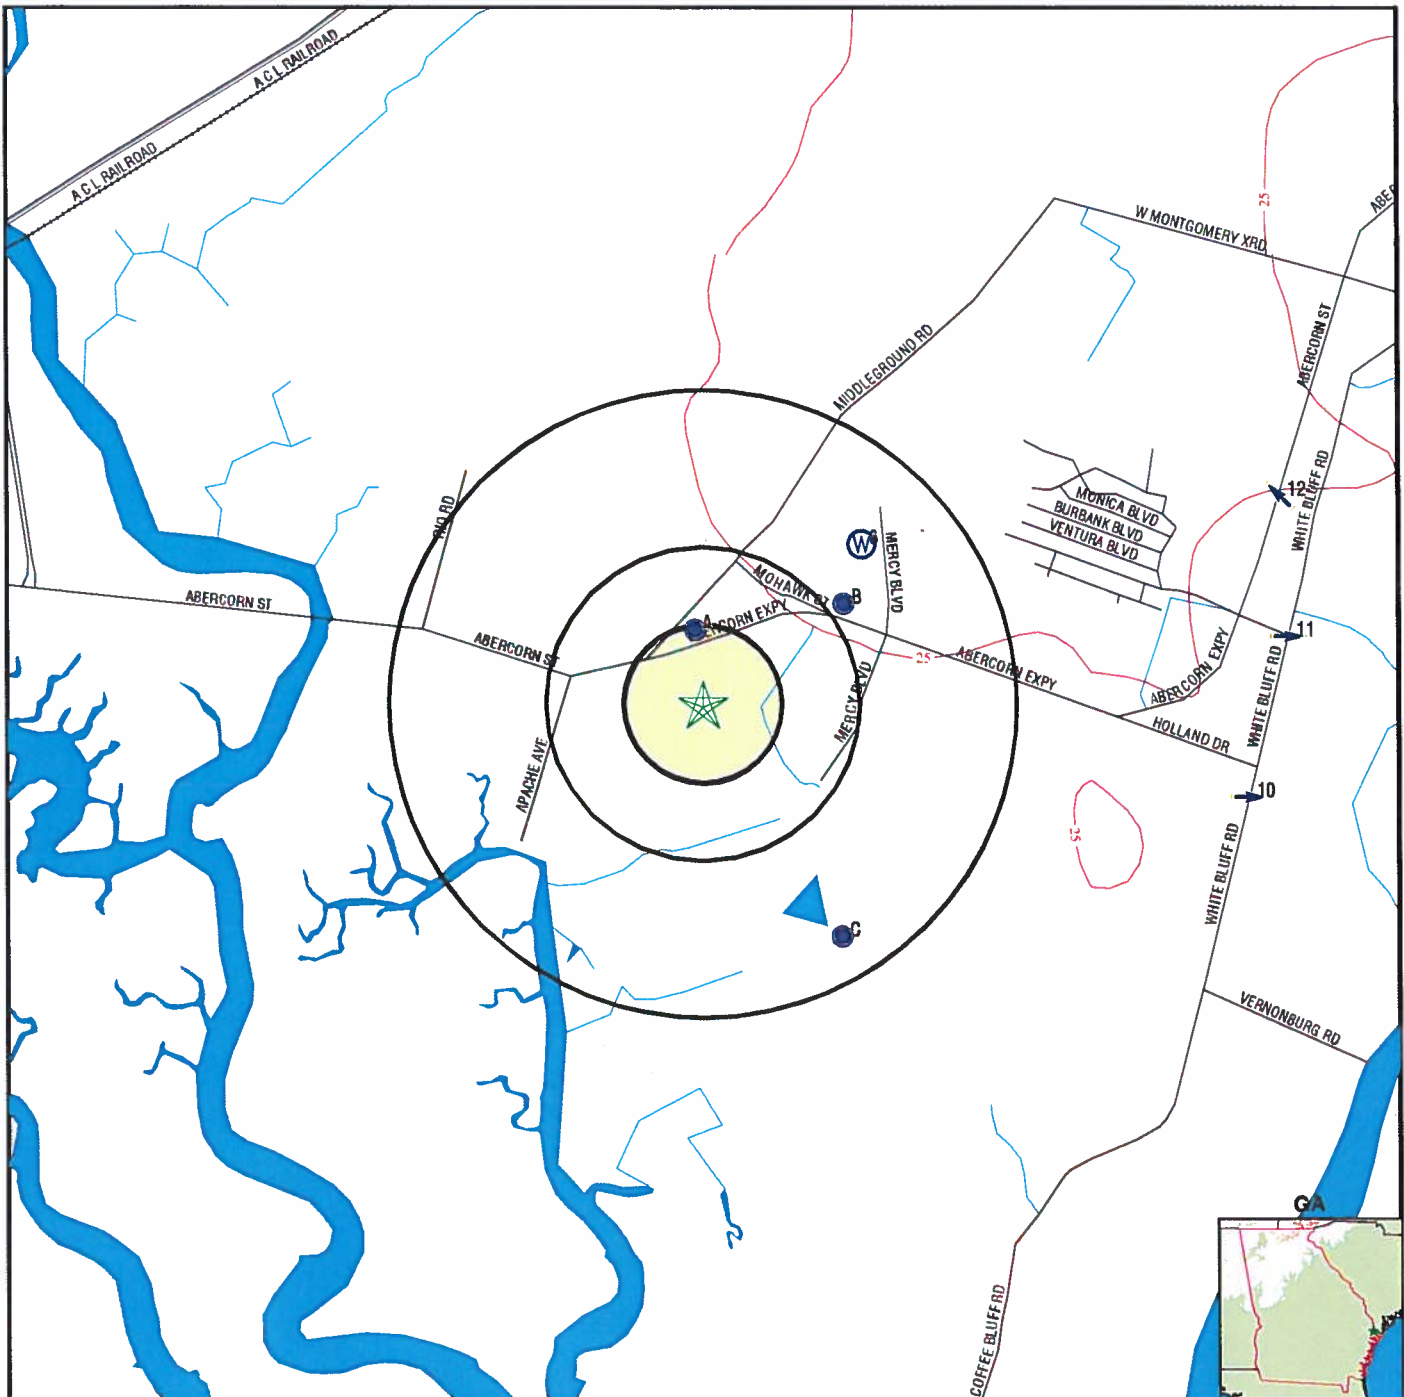 A C L RAILROAD
A C L RAILROAD
25
W MONTGOMERY XRD
ABERCORN ST
MIDDLEGROUND RD
WHITE BLUFF RD
12
MONICA BLVD
BURBANK BLVD
VENTURA BLVD
W
MERCY BLVD
MOHAWK ST
B
ABERCORN ST
A
11
ABERCORN ST
25
ABERCORN EXPY
ABERCORN EXPY
WHITE BLUFF RD
MERCY BLVD
HOLLAND DR
APACHE AVE
10
25
WHITE BLUFF RD
C
VERNONBURG RD
GA
COFFEE BLUFF RD